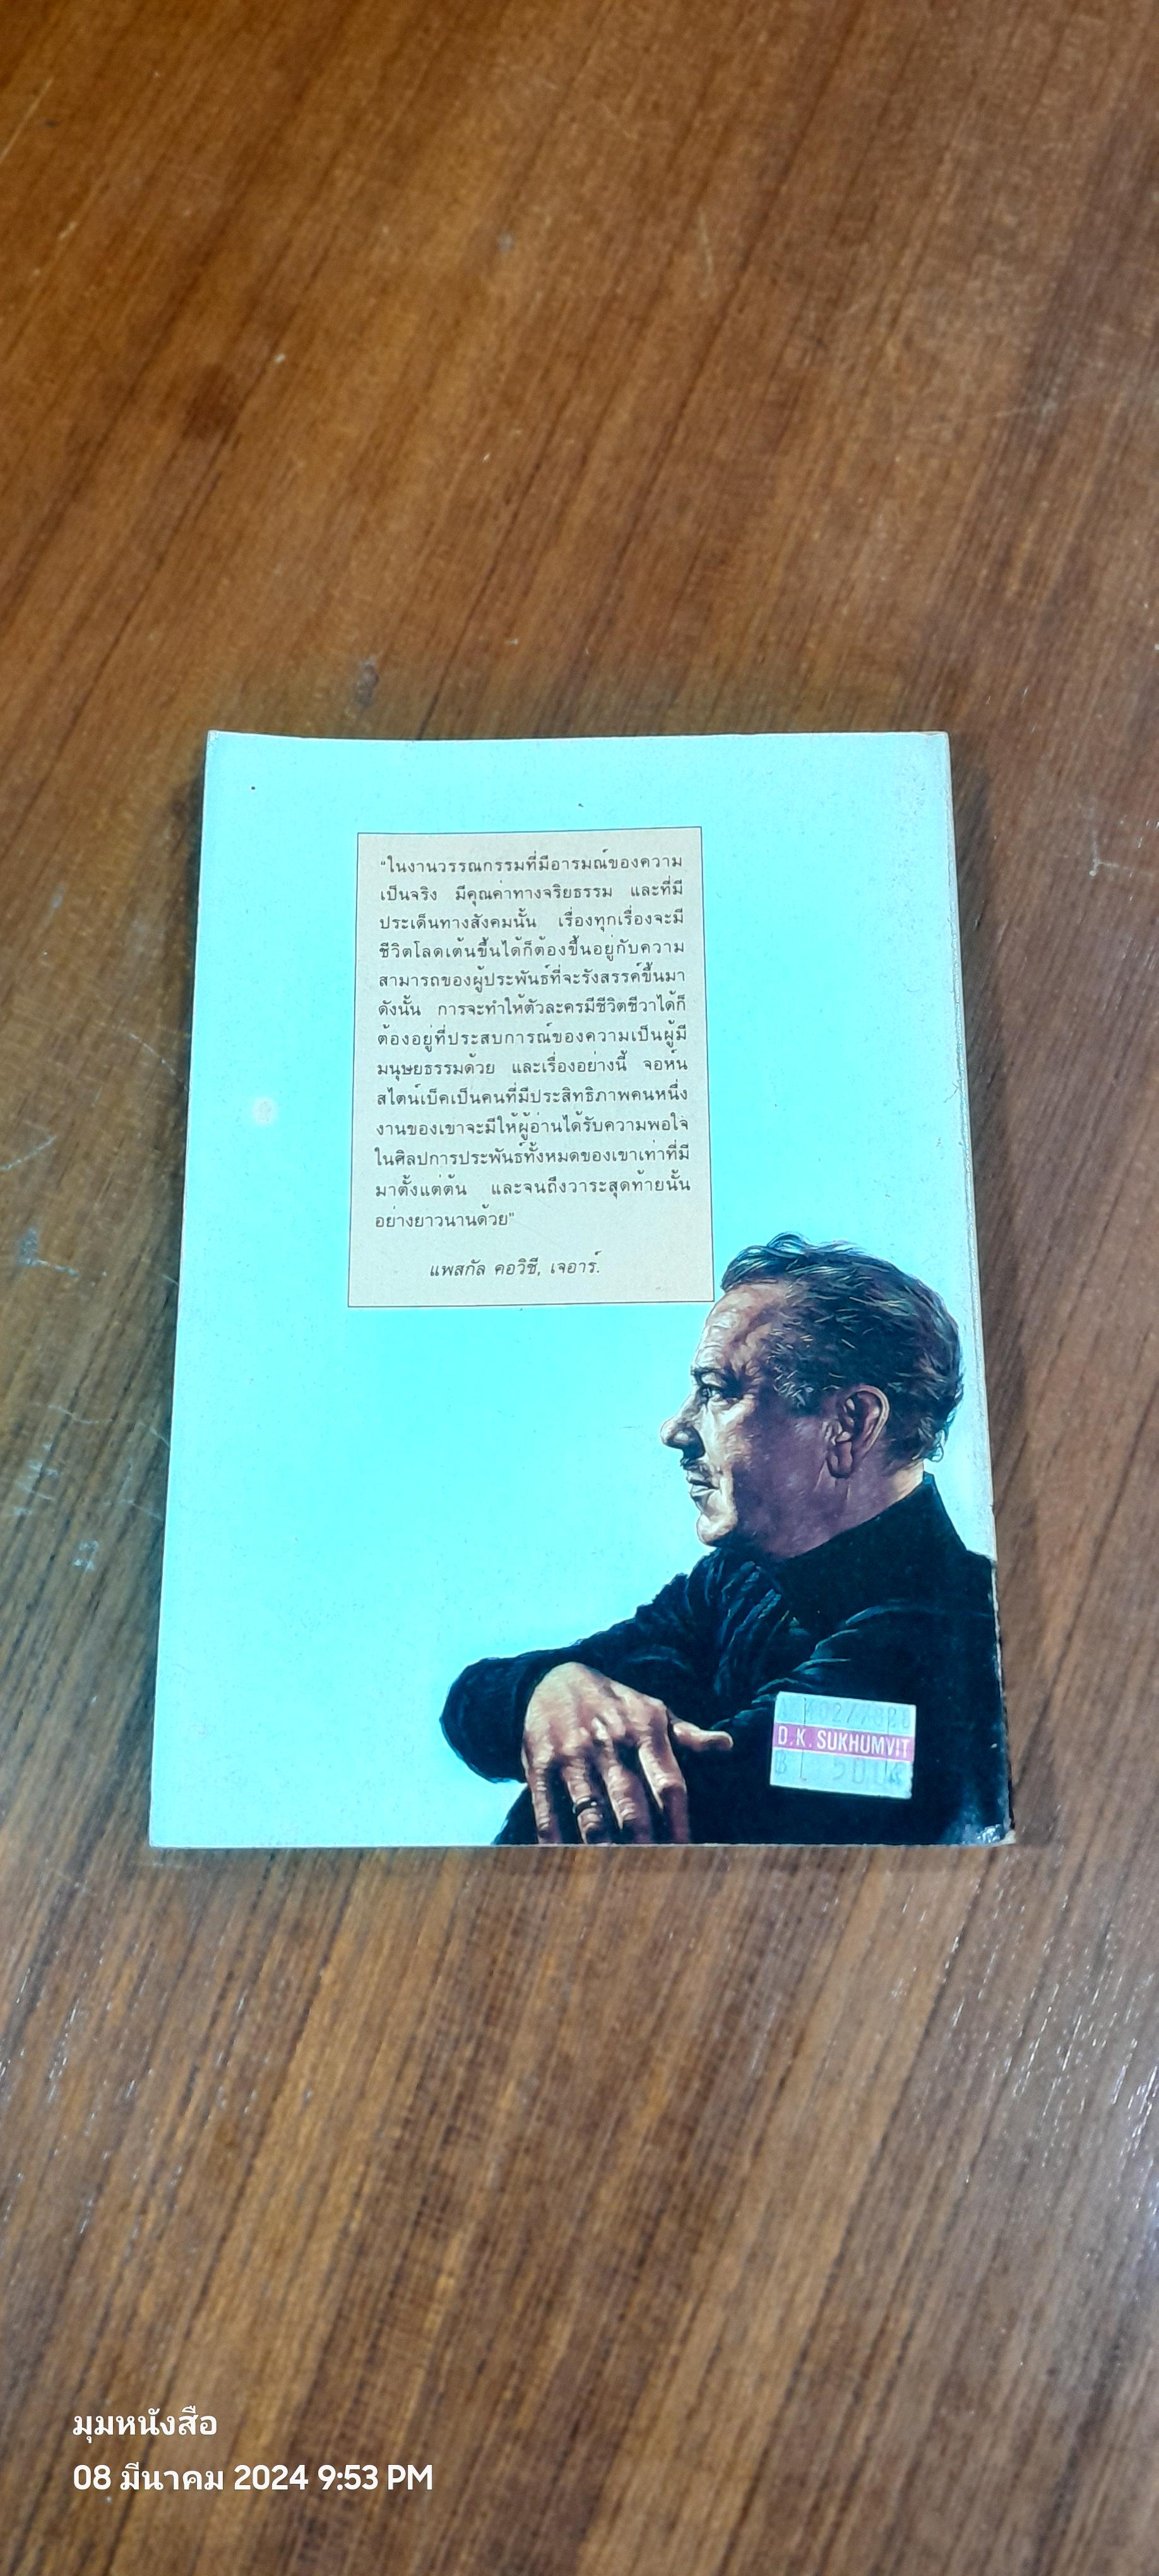 “ในงานวรรณกรรมที่มีอารมณ์ของความ
เป็นจริง มีคุณค่าทางจริยธรรม และที่มี
ประเด็นทางสังคมนั้น เรื่องทุกเรื่องจะมี
ชีวิตโลดเต้นขึ้นได้ก็ต้องขึ้นอยู่กับความ
สามารถของผู้ประพันธ์ที่จะรังสรรค์ขึ้นมา
ดังนั้น การจะทำให้ตัวละครมีชีวิตชีวาได้ก็
ต้องอยู่ที่ประสบการณ์ของความเป็นผู้มี
มนุษยธรรมด้วย และเรื่องอย่างนี้ จอห์น
สไตน์เบ็คเป็นคนที่มีประสิทธิภาพคนหนึ่ง
งานของเขาจะมีให้ผู้อ่านได้รับความพอใจ
ในศิลปการประพันธ์ทั้งหมดของเขาเท่าที่มี
มาตั้งแต่ต้น และจนถึงวาระสุดท้ายนั้น
อย่างยาวนานด้วย”
แพสกัล คอวิซี, เจอาร์.
D.K. SUKHUMVIT
มุมหนังสือ
08 มีนาคม 2024 9:53 PM